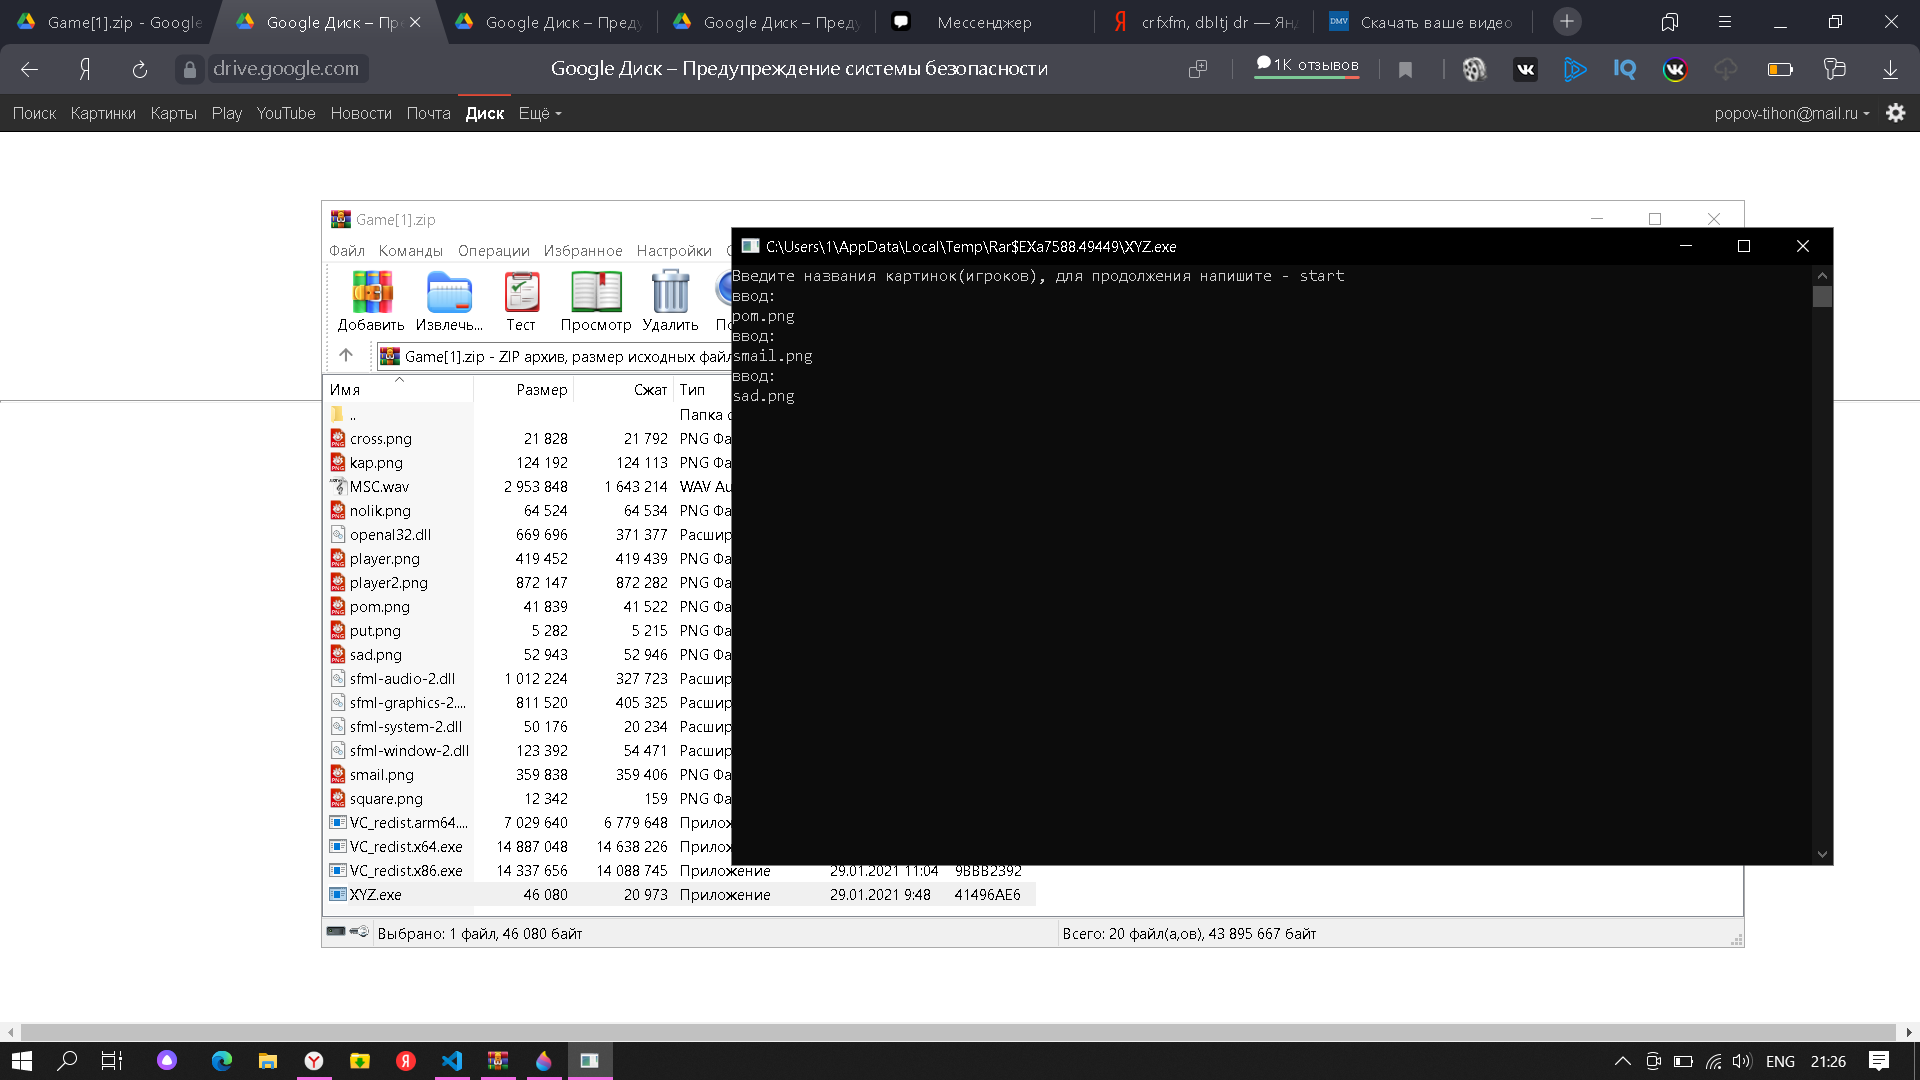 Game[1].zip - Google
Google Диск – Пре
Google Диск – Преду
Google Диск – Преду
Мессенджер
crfxfm, dbltj dr — Янд
DMV
Скачать ваше видео
drive.google.com
Google Диск – Предупреждение системы безопасности
1K отзывов
Поиск Картинки Карты Play YouTube Новости Почта Диск Ещё
popov-tihon@mail.ru
Game[1].zip
Файл Команды Операции Избранное Настройки
Добавить Извлечь... Тест Просмотр Удалить
Game[1].zip - ZIP архив, размер исходных файл
Имя Размер Сжат Тип
.. Папка
cross.png 21 828 21 792 PNG Фа
kap.png 124 192 124 113 PNG Фа
MSC.wav 2 953 848 1 643 214 WAV Au
nolik.png 64 524 64 534 PNG Фа
openal32.dll 669 696 371 377 Расшир
player.png 419 452 419 439 PNG Фа
player2.png 872 147 872 282 PNG Фа
pom.png 41 839 41 522 PNG Фа
put.png 5 282 5 215 PNG Фа
sad.png 52 943 52 946 PNG Фа
sfml-audio-2.dll 1 012 224 327 723 Расшир
sfml-graphics-2.... 811 520 405 325 Расшир
sfml-system-2.dll 50 176 20 234 Расшир
sfml-window-2.dll 123 392 54 471 Расшир
smail.png 359 838 359 406 PNG Фа
square.png 12 342 159 PNG Фа
VC_redist.arm64.... 7 029 640 6 779 648 Прилож
VC_redist.x64.exe 14 887 048 14 638 226 Прилож
VC_redist.x86.exe 14 337 656 14 088 745 Приложение 29.01.2021 11:04 9BBB2392
XYZ.exe 46 080 20 973 Приложение 29.01.2021 9:48 41496AE6
Выбрано: 1 файл, 46 080 байт
Всего: 20 файл(а,ов), 43 895 667 байт
C:\Users\1\AppData\Local\Temp\Rar$EXa7588.49449\XYZ.exe
Введите названия картинок(игроков), для продолжения напишите - start
ввод:
pom.png
ввод:
smail.png
ввод:
sad.png
ENG 21:26